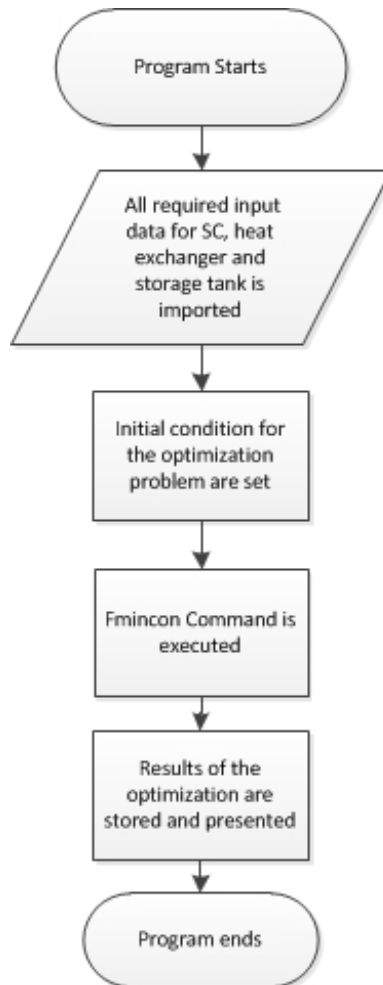 Program Starts
All required input
data for SC, heat
exchanger and
storage tank is
imported
Initial condition for
the optimization
problem are set
Fmincon Command is
executed
Results of the
optimization are
stored and presented
Program ends